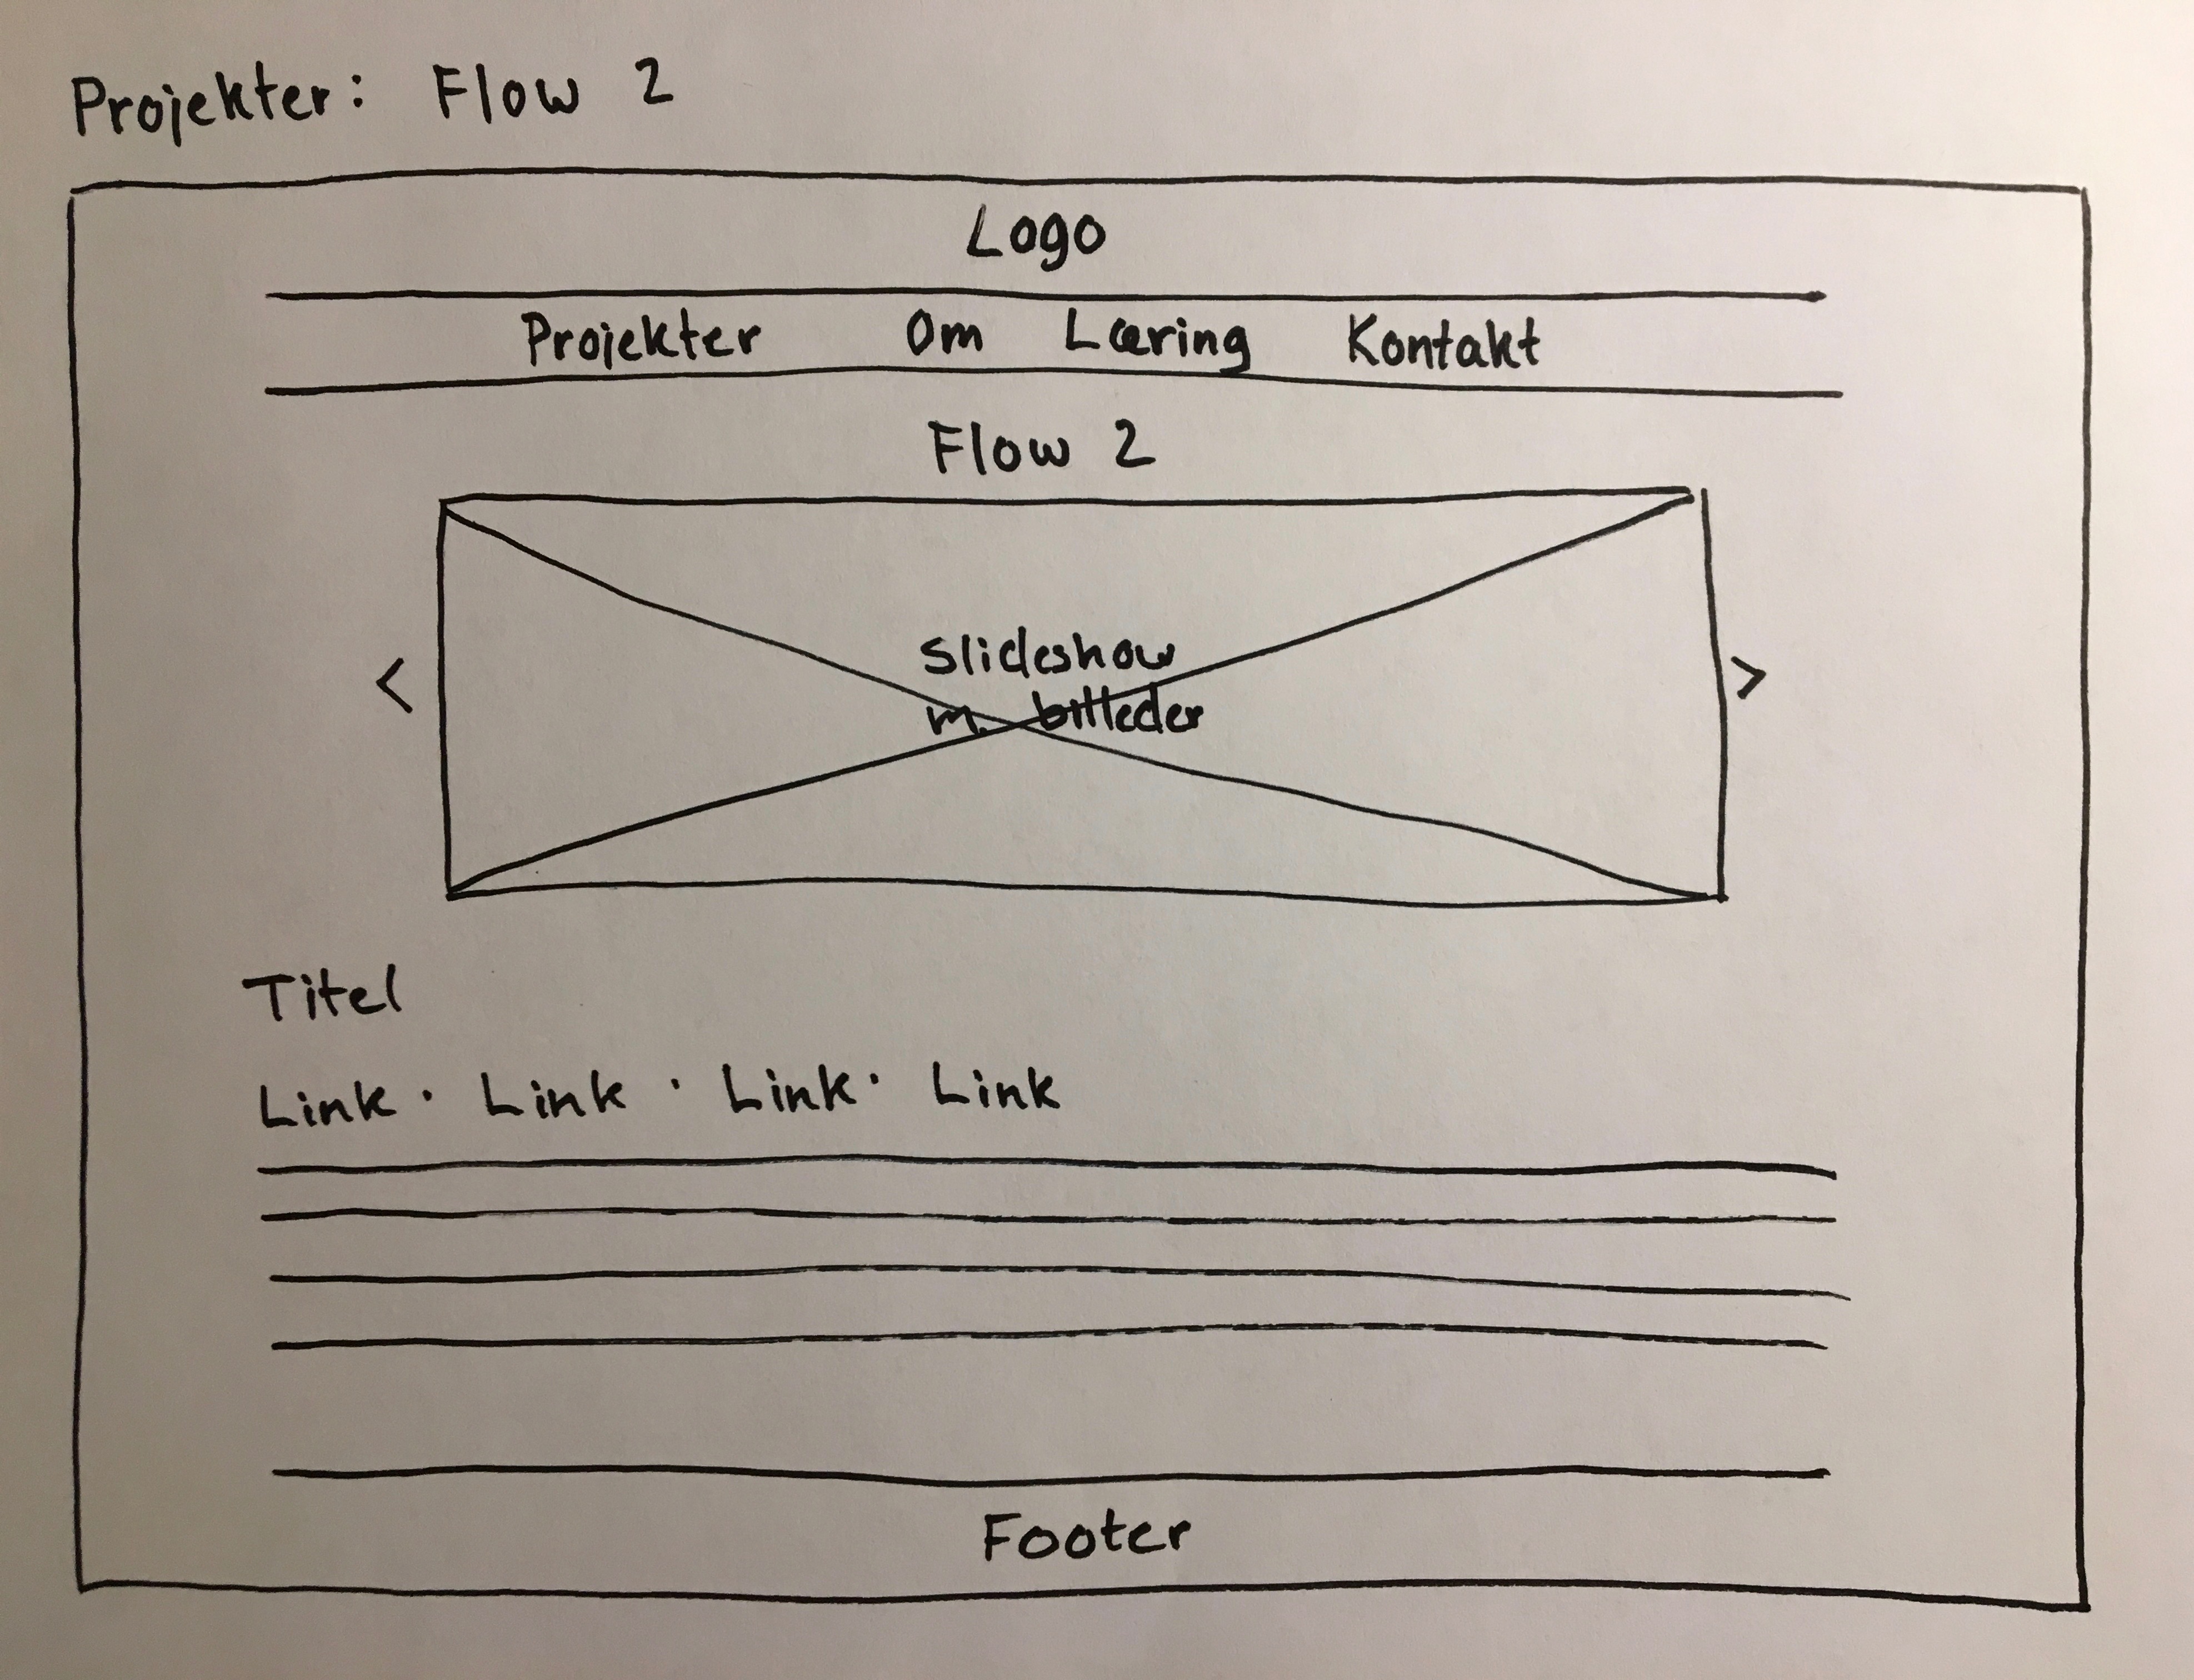 Projekter: Flow 2
Logo
Projekter Om Læring Kontakt
Flow 2
< slideshow >
m. billeder
Titel
Link · Link · Link · Link
Footer